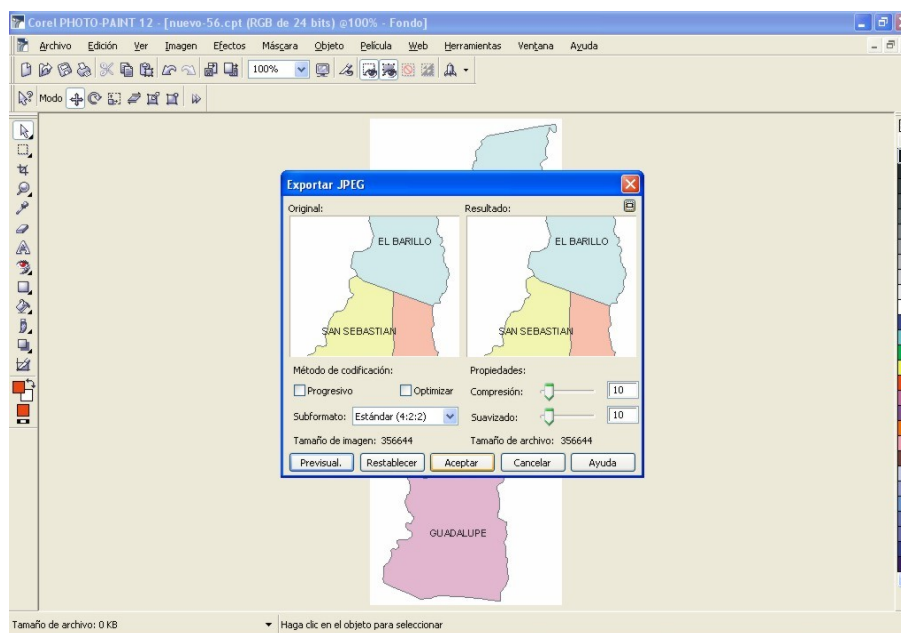 Corel PHOTO-PAINT 12 - [nuevo-56.cpt (RGB de 24 bits) @100% - Fondo]
Archivo Edición Ver Imagen Efectos Máscara Objeto Película Web Herramientas Ventana Ayuda
100%
Modo
Exportar JPEG
Original: Resultado:
EL BARILLO EL BARILLO
SAN SEBASTIAN SAN SEBASTIAN
Método de codificación: Propiedades:
Progresivo Optimizar Compresión: 10
Subformato: Estándar (4:2:2) Suavizado: 10
Tamaño de imagen: 356644 Tamaño de archivo: 356644
Previsual. Restablecer Aceptar Cancelar Ayuda
GUADALUPE
Tamaño de archivo: 0 KB Haga clic en el objeto para seleccionar